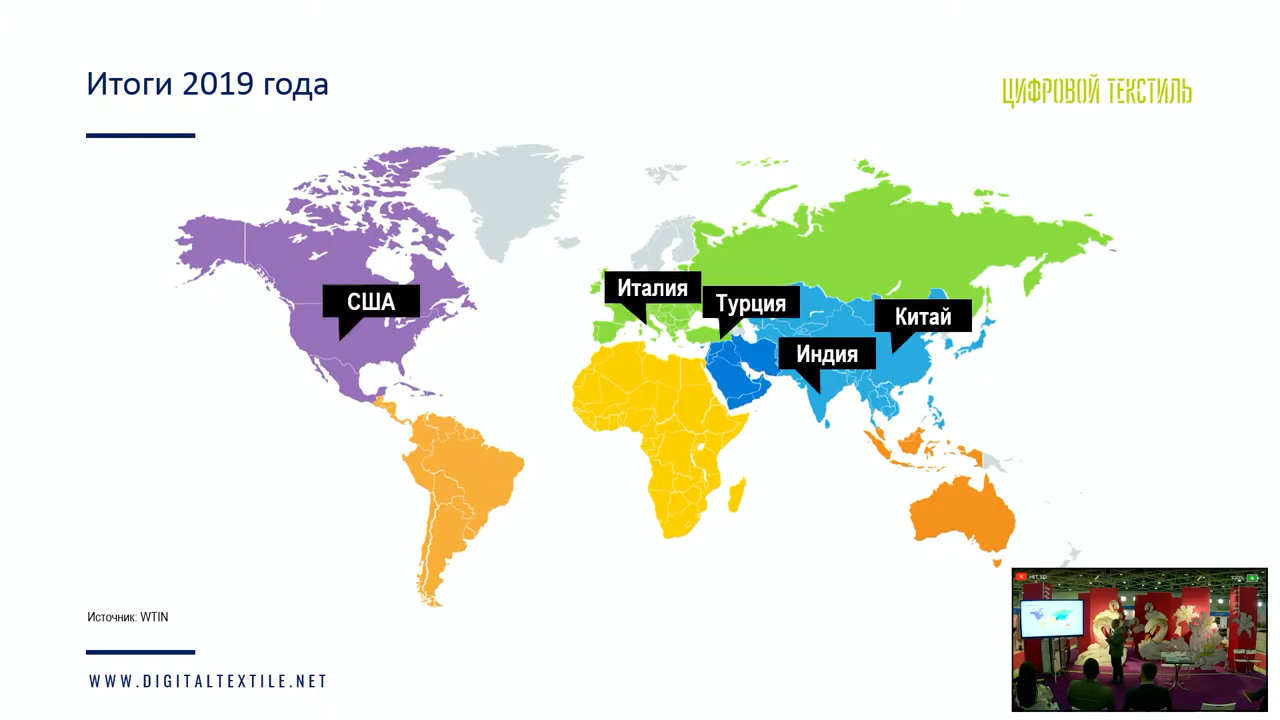 Итоги 2019 года
ЦИФРОВОЙ ТЕКСТИЛЬ
США
Италия
Турция
Китай
Индия
Источник: WTIN
WWW.DIGITALTEXTILE.NET